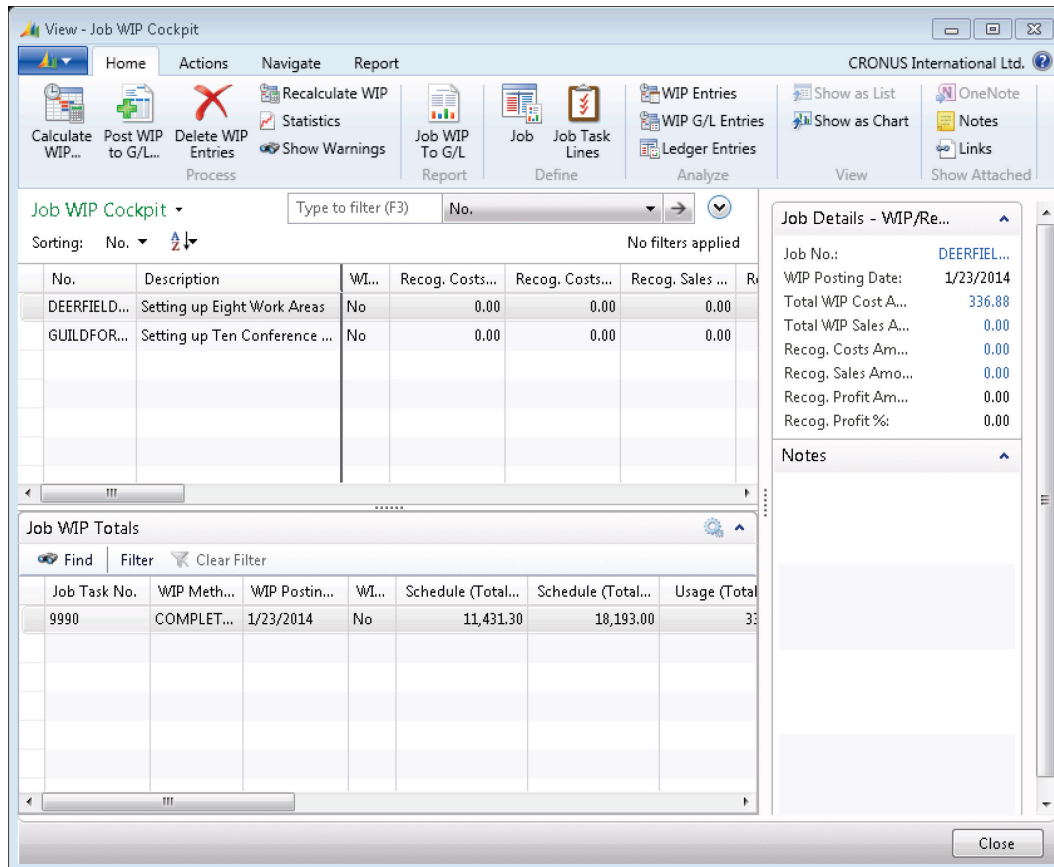 View - Job WIP Cockpit
Home Actions Navigate Report CRONUS International Ltd.
Calculate WIP...
Post WIP to G/L...
Delete WIP Entries
Recalculate WIP
Statistics
Show Warnings
Process
Job WIP To G/L
Report
Job
Job Task Lines
Define
WIP Entries
WIP G/L Entries
Ledger Entries
Analyze
Show as List
Show as Chart
View
OneNote
Notes
Links
Show Attached
Job WIP Cockpit Type to filter (F3) No.
Sorting: No. No filters applied
No. Description WI... Recog. Costs... Recog. Costs... Recog. Sales ...
DEERFIELD... Setting up Eight Work Areas No 0.00 0.00 0.00
GUILDFOR... Setting up Ten Conference ... No 0.00 0.00 0.00
Job WIP Totals
Find Filter Clear Filter
Job Task No. WIP Meth... WIP Postin... WI... Schedule (Total... Schedule (Total... Usage (Total
9990 COMPLET... 1/23/2014 No 11,431.30 18,193.00 33
Job Details - WIP/Re...
Job No.: DEERFIEL...
WIP Posting Date: 1/23/2014
Total WIP Cost A... 336.88
Total WIP Sales A... 0.00
Recog. Costs Am... 0.00
Recog. Sales Amo... 0.00
Recog. Profit Am... 0.00
Recog. Profit %: 0.00
Notes
Close